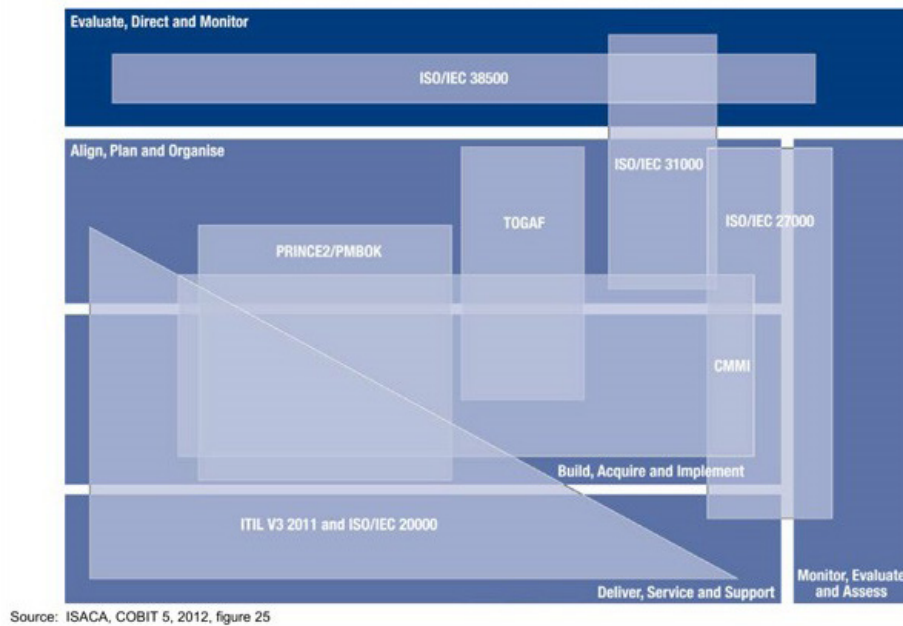 Evaluate, Direct and Monitor
ISO/IEC 38500
Align, Plan and Organise
ISO/IEC 31000
TOGAF
ISO/IEC 27000
PRINCE2/PMBOK
CMMI
Build, Acquire and Implement
ITIL V3 2011 and ISO/IEC 20000
Deliver, Service and Support
Monitor, Evaluate
and Assess
Source: ISACA, COBIT 5, 2012, figure 25